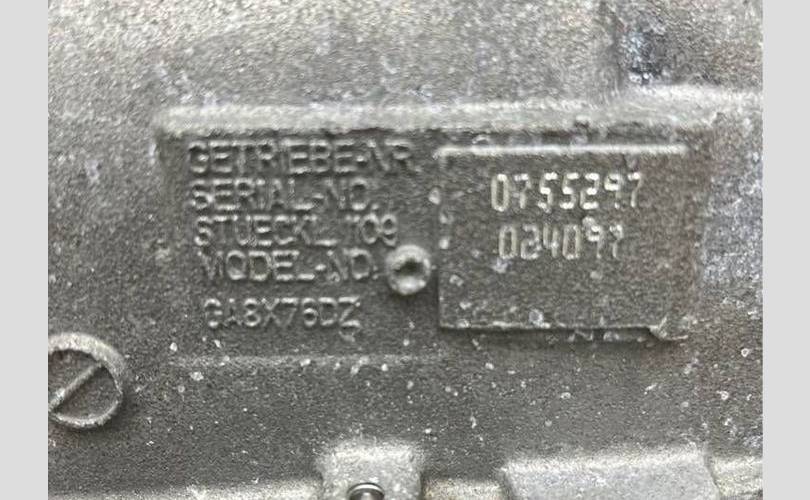 GETRIEBE-NR.
SERIAL-NO.
STUECKL 1109
MODEL-NO.
GA8X76DZ
0755297
024097